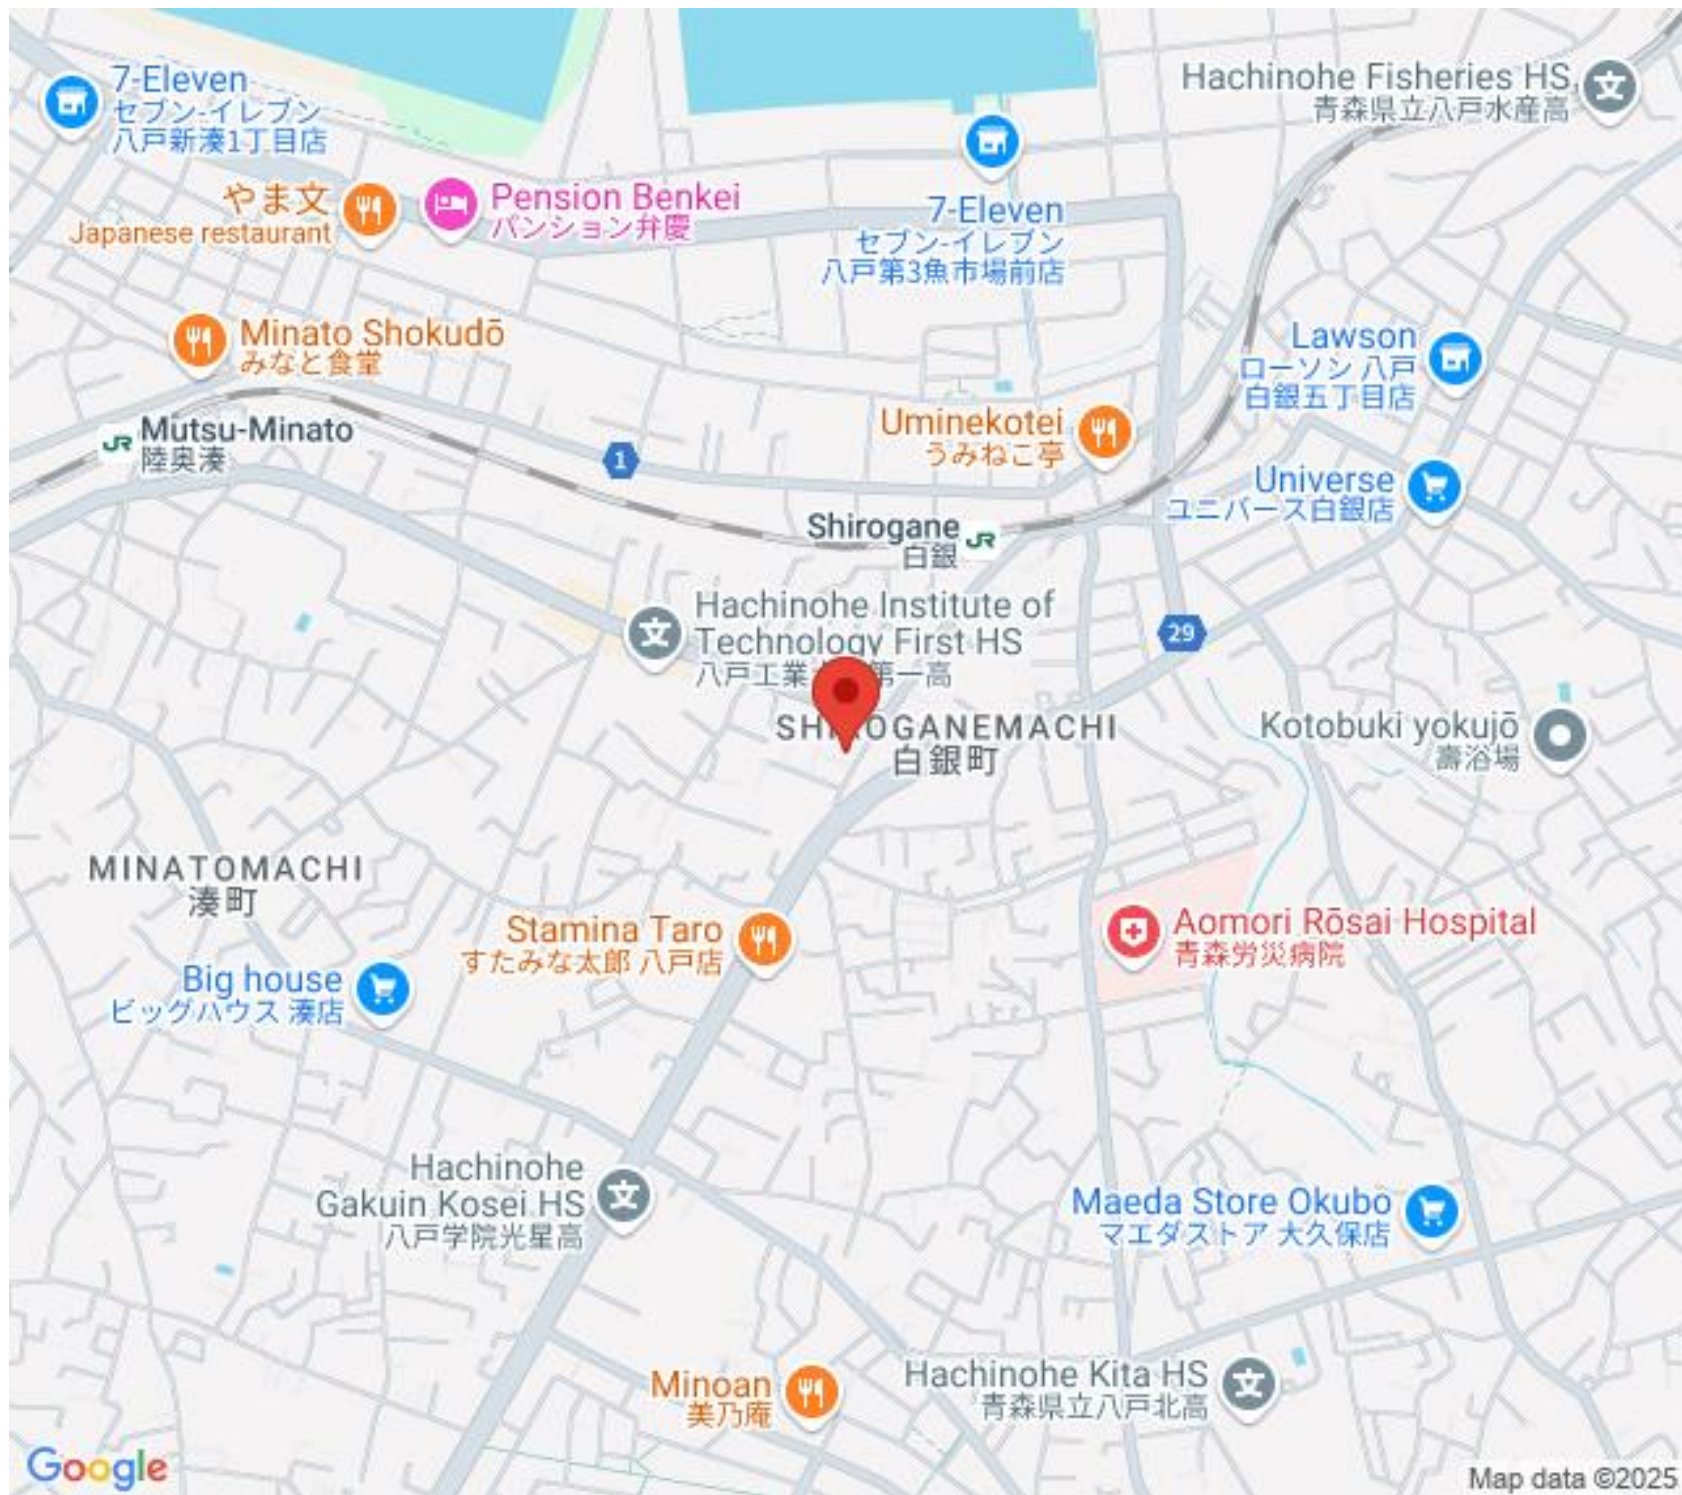 7-Eleven
セブン-イレブン
八戸新湊1丁目店
Hachinohe Fisheries HS
青森県立八戸水産高
やま文
Japanese restaurant
Pension Benkei
パンション弁慶
7-Eleven
セブン-イレブン
八戸第3魚市場前店
Minato Shokudō
みなと食堂
Lawson
ローソン 八戸
白銀五丁目店
Mutsu-Minato
陸奥湊
JR
1
Uminekotei
うみねこ亭
Universe
ユニバース白銀店
Shirogane
白銀
JR
Hachinohe Institute of
Technology First HS
八戸工業 第一高
29
SH OGANEMACHI
白銀町
Kotobuki yokujō
壽浴場
MINATOMACHI
湊町
Stamina Taro
すたみな太郎 八戸店
Aomori Rōsai Hospital
青森労災病院
Big house
ビッグハウス 湊店
Hachinohe
Gakuin Kosei HS
八戸学院光星高
Maeda Store Okubo
マエダストア 大久保店
Minoan
美乃庵
Hachinohe Kita HS
青森県立八戸北高
Google
Map data ©2025